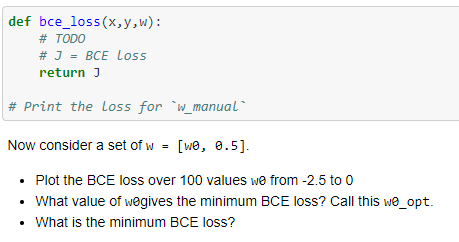 def bce_loss(x,y,w):
    # TODO
    # J = BCE loss
    return J
# Print the loss for `w_manual`
Now consider a set of w = [w0, 0.5].
• Plot the BCE loss over 100 values w0 from -2.5 to 0
• What value of w0gives the minimum BCE loss? Call this w0_opt.
• What is the minimum BCE loss?